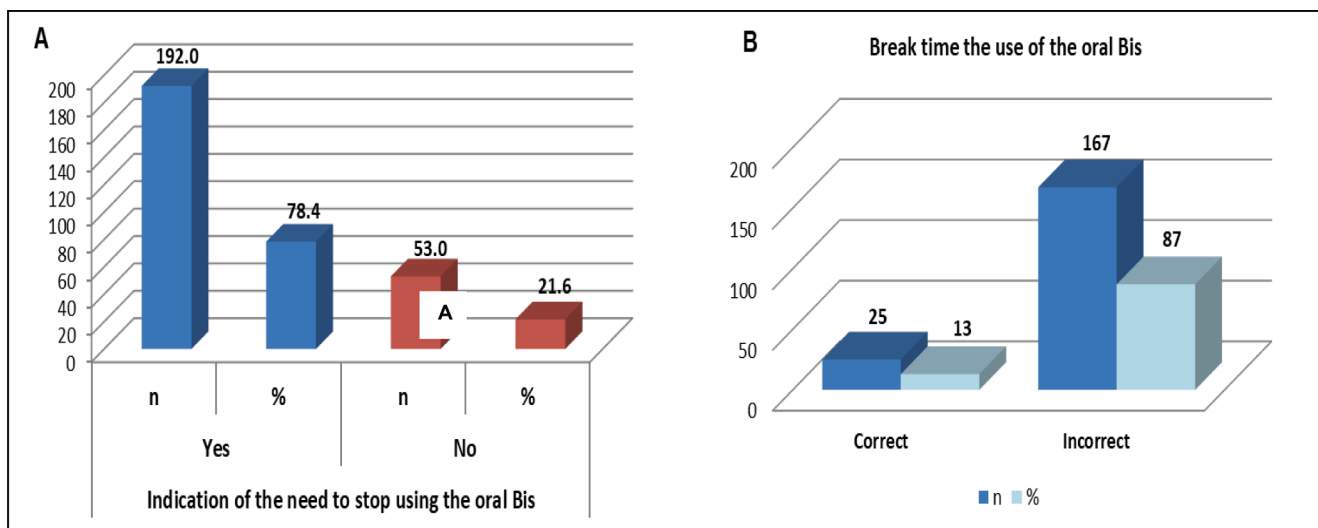 A
192.0
78.4
53.0
21.6
A
200
180
160
140
120
100
80
60
40
20
0
n % n %
Yes No
Indication of the need to stop using the oral Bis
B
Break time the use of the oral Bis
167
87
25
13
200
150
100
50
0
Correct Incorrect
n %